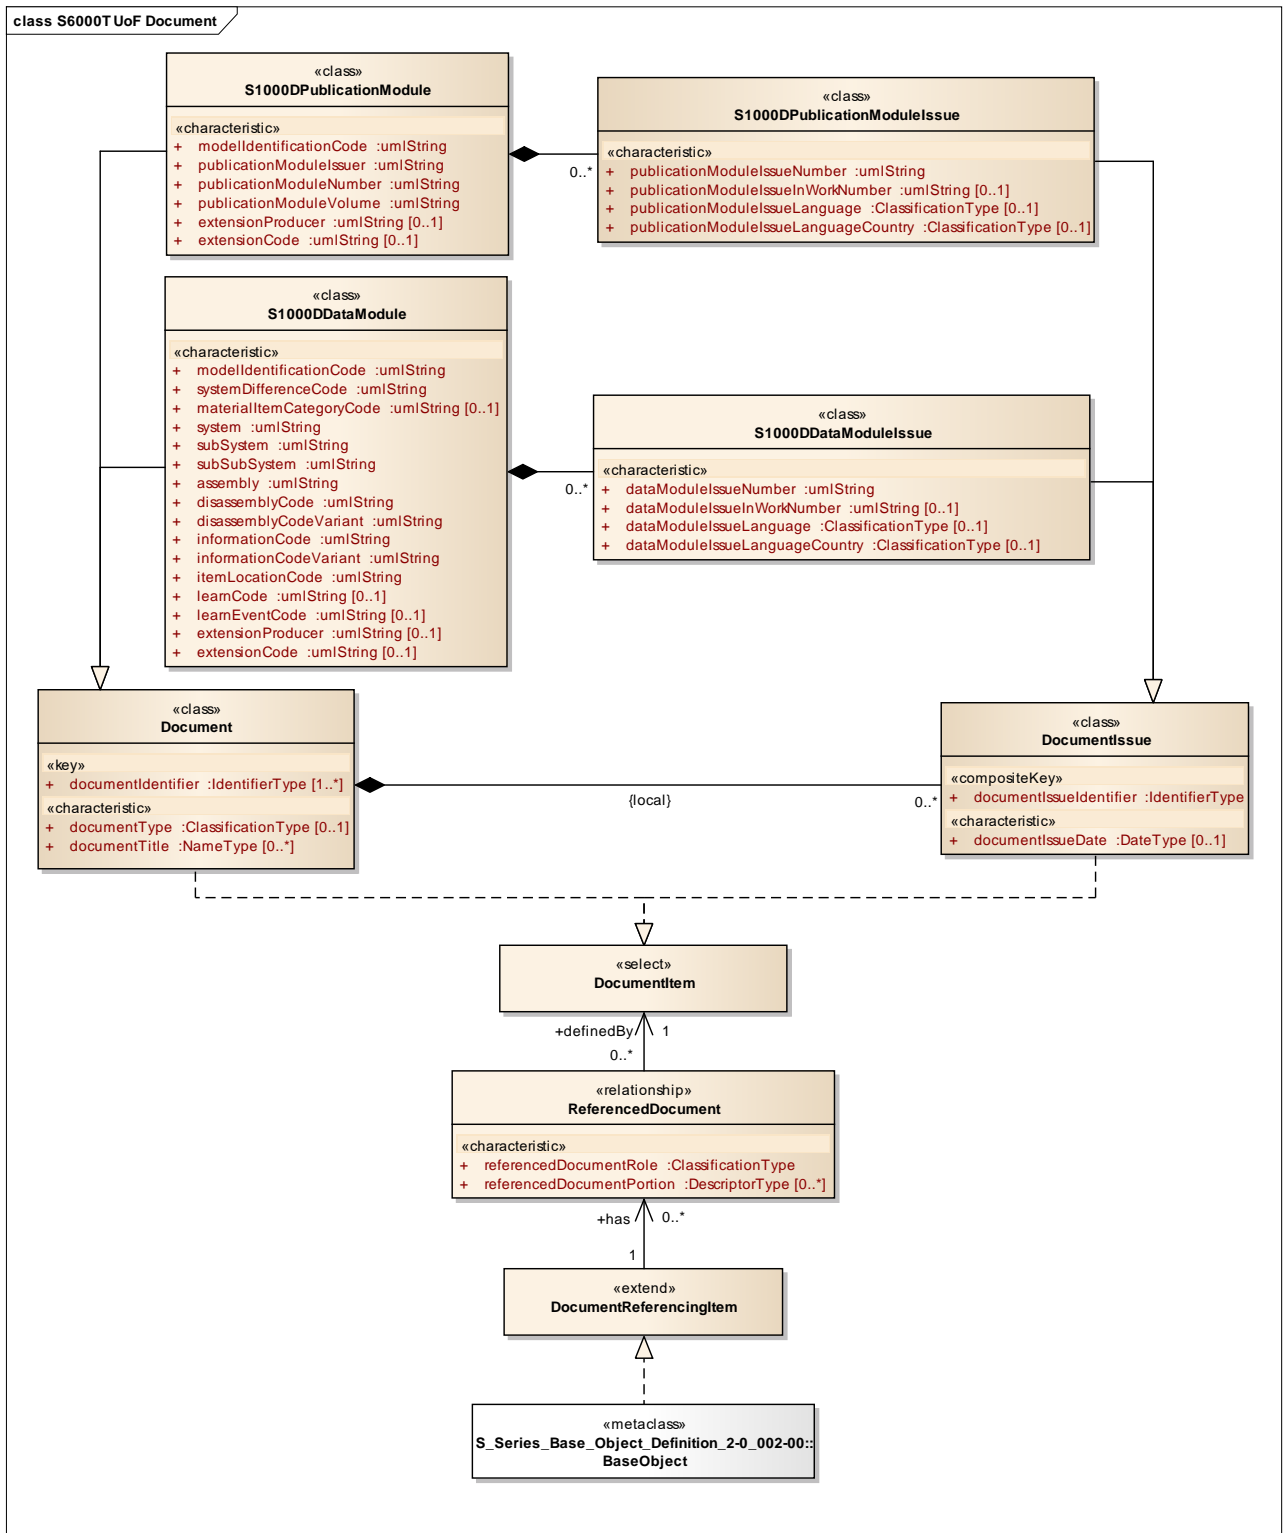 class S6000T UoF Document
«class»
S1000DPublicationModule
«characteristic»
+ modelIdentificationCode :umlString
+ publicationModuleIssuer :umlString
+ publicationModuleNumber :umlString
+ publicationModuleVolume :umlString
+ extensionProducer :umlString [0..1]
+ extensionCode :umlString [0..1]
0..*
«class»
S1000DPublicationModuleIssue
«characteristic»
+ publicationModuleIssueNumber :umlString
+ publicationModuleIssueInWorkNumber :umlString [0..1]
+ publicationModuleIssueLanguage :ClassificationType [0..1]
+ publicationModuleIssueLanguageCountry :ClassificationType [0..1]
«class»
S1000DDataModule
«characteristic»
+ modelIdentificationCode :umlString
+ systemDifferenceCode :umlString
+ materialItemCategoryCode :umlString [0..1]
+ system :umlString
+ subSystem :umlString
+ subSubSystem :umlString
+ assembly :umlString
+ disassemblyCode :umlString
+ disassemblyCodeVariant :umlString
+ informationCode :umlString
+ informationCodeVariant :umlString
+ itemLocationCode :umlString
+ learnCode :umlString [0..1]
+ learnEventCode :umlString [0..1]
+ extensionProducer :umlString [0..1]
+ extensionCode :umlString [0..1]
0..*
«class»
S1000DDataModuleIssue
«characteristic»
+ dataModuleIssueNumber :umlString
+ dataModuleIssueInWorkNumber :umlString [0..1]
+ dataModuleIssueLanguage :ClassificationType [0..1]
+ dataModuleIssueLanguageCountry :ClassificationType [0..1]
«class»
Document
«key»
+ documentIdentifier :IdentifierType [1..*]
«characteristic»
+ documentType :ClassificationType [0..1]
+ documentTitle :NameType [0..*]
{local}
0..*
«class»
DocumentIssue
«compositeKey»
+ documentIssueIdentifier :IdentifierType
«characteristic»
+ documentIssueDate :DateType [0..1]
«select»
DocumentItem
+definedBy 1
0..*
«relationship»
ReferencedDocument
«characteristic»
+ referencedDocumentRole :ClassificationType
+ referencedDocumentPortion :DescriptorType [0..*]
+has 0..*
1
«extend»
DocumentReferencingItem
«metaclass»
S_Series_Base_Object_Definition_2-0_002-00::
BaseObject